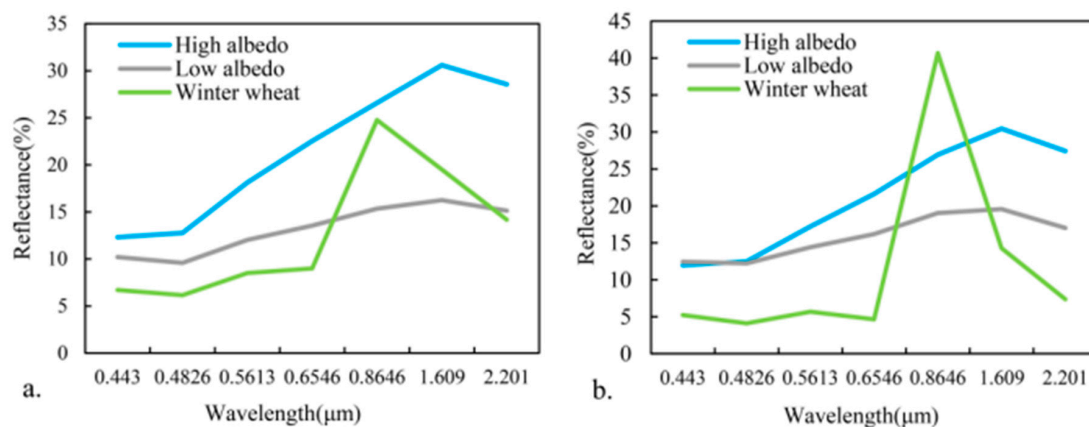 35
30
25
20
15
10
5
0
Reflectance(%)
High albedo
Low albedo
Winter wheat
0.443 0.4826 0.5613 0.6546 0.8646 1.609 2.201
Wavelength(μm)
a.
45
40
35
30
25
20
15
10
5
0
Reflectance(%)
High albedo
Low albedo
Winter wheat
0.443 0.4826 0.5613 0.6546 0.8646 1.609 2.201
Wavelength(μm)
b.